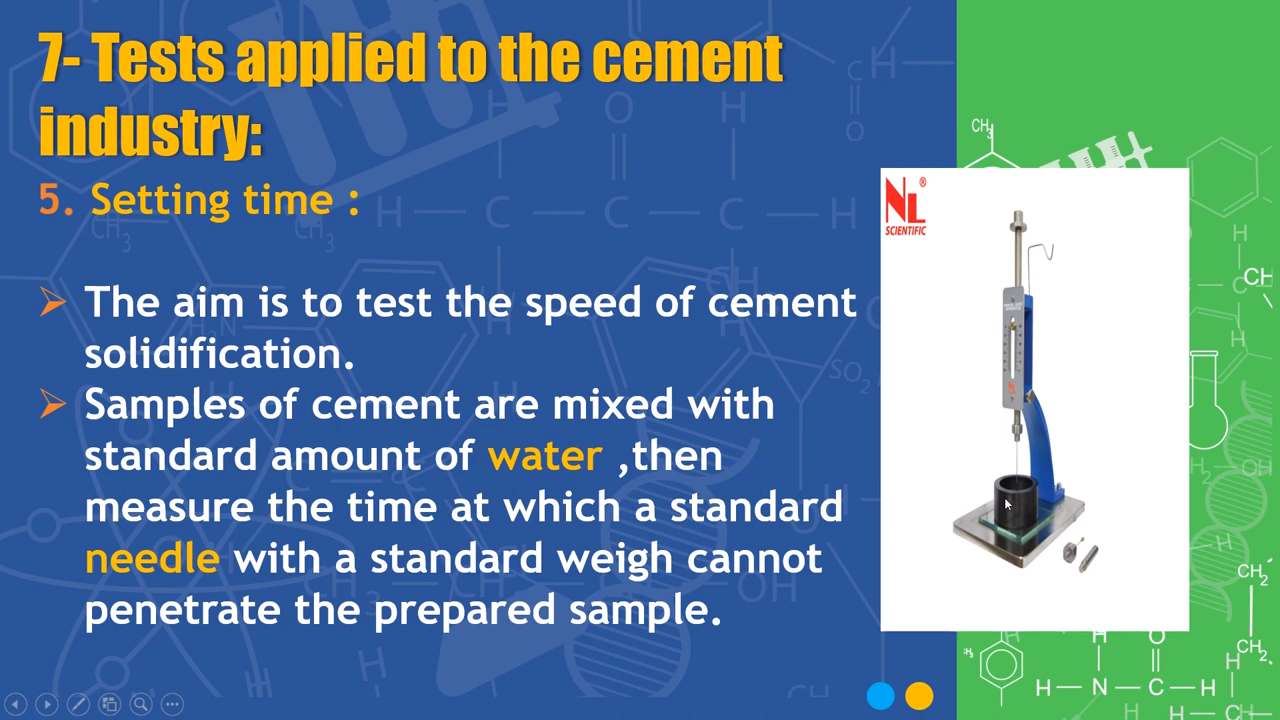 7- Tests applied to the cement
industry:
5. Setting time :
The aim is to test the speed of cement
solidification.
Samples of cement are mixed with
standard amount of water ,then
measure the time at which a standard
needle with a standard weigh cannot
penetrate the prepared sample.
NL®
SCIENTIFIC